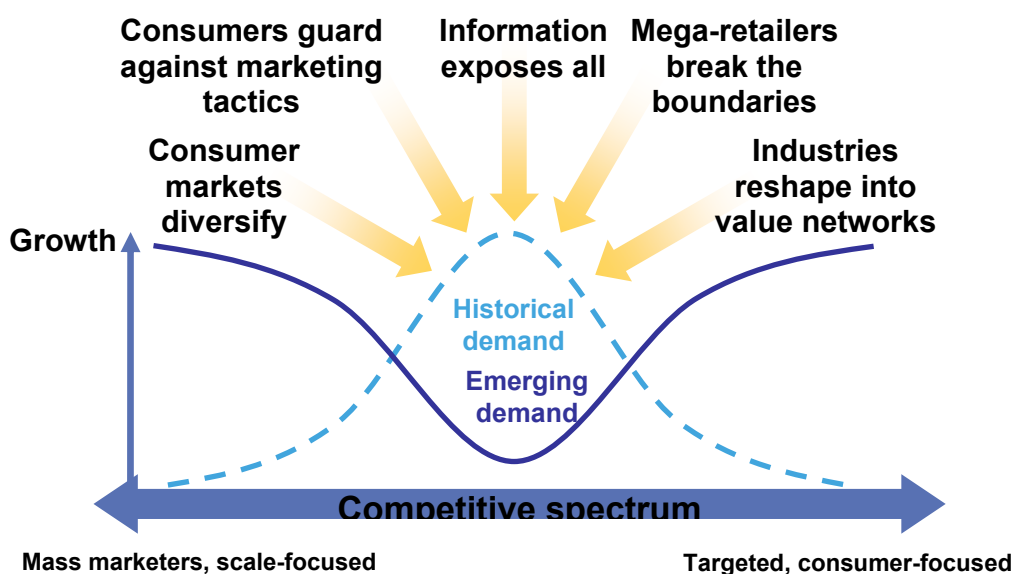 Consumers guard
against marketing
tactics
Information
exposes all
Mega-retailers
break the
boundaries
Consumer
markets
diversify
Industries
reshape into
value networks
Growth
Historical
demand
Emerging
demand
Competitive spectrum
Mass marketers, scale-focused
Targeted, consumer-focused